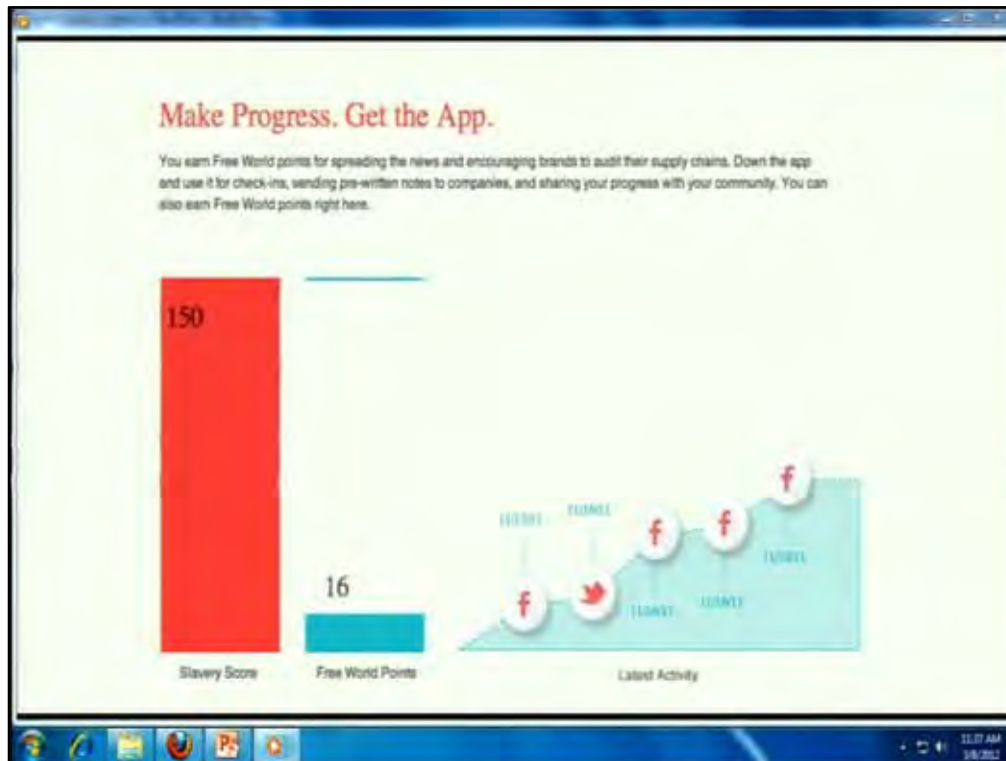 Make Progress. Get the App.
You earn Free World points for spreading the news and encouraging brands to audit their supply chains. Down the app
and use it for check-ins, sending pre-written notes to companies, and sharing your progress with your community. You can
also earn Free World points right here.
150
16
f
f
f
f
Slavery Score
Free World Points
Latest Activity
11:37 AM